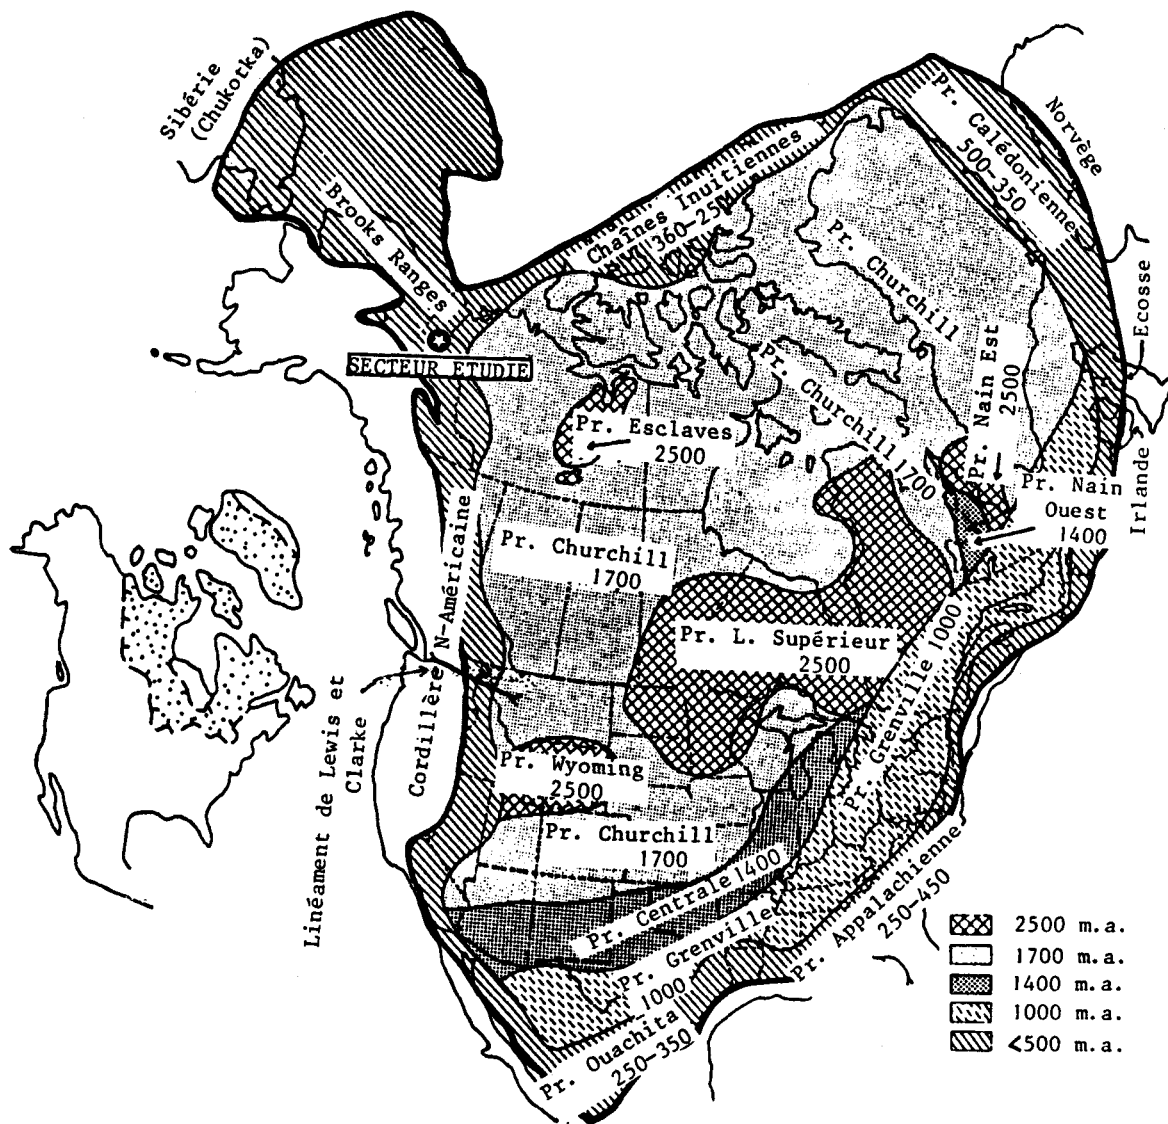 Sibérie
(Chukotka)
Brooks Ranges
Chaînes Inuitiennes
360-250
Pr. Calédonienne
500-350
Norvège
Pr. Churchill
Pr. Churchill 1700
Ecosse
Pr. Nain Est
2500
Irlande
SECTEUR ETUDIE
Pr. Esclaves
2500
Pr. Nain
Ouest
1400
Pr. Churchill
1700
Cordillère N-Américaine
Pr. L. Supérieur
2500
Linéament de Lewis et
Clarke
Pr. Wyoming
2500
Pr. Churchill
1700
Pr. Grenville 1000
Pr. Centrale 1400
Pr. Grenville
1000
Pr. Appalachienne
250-450
Pr. Ouachita
250-350
2500 m.a.
1700 m.a.
1400 m.a.
1000 m.a.
<500 m.a.